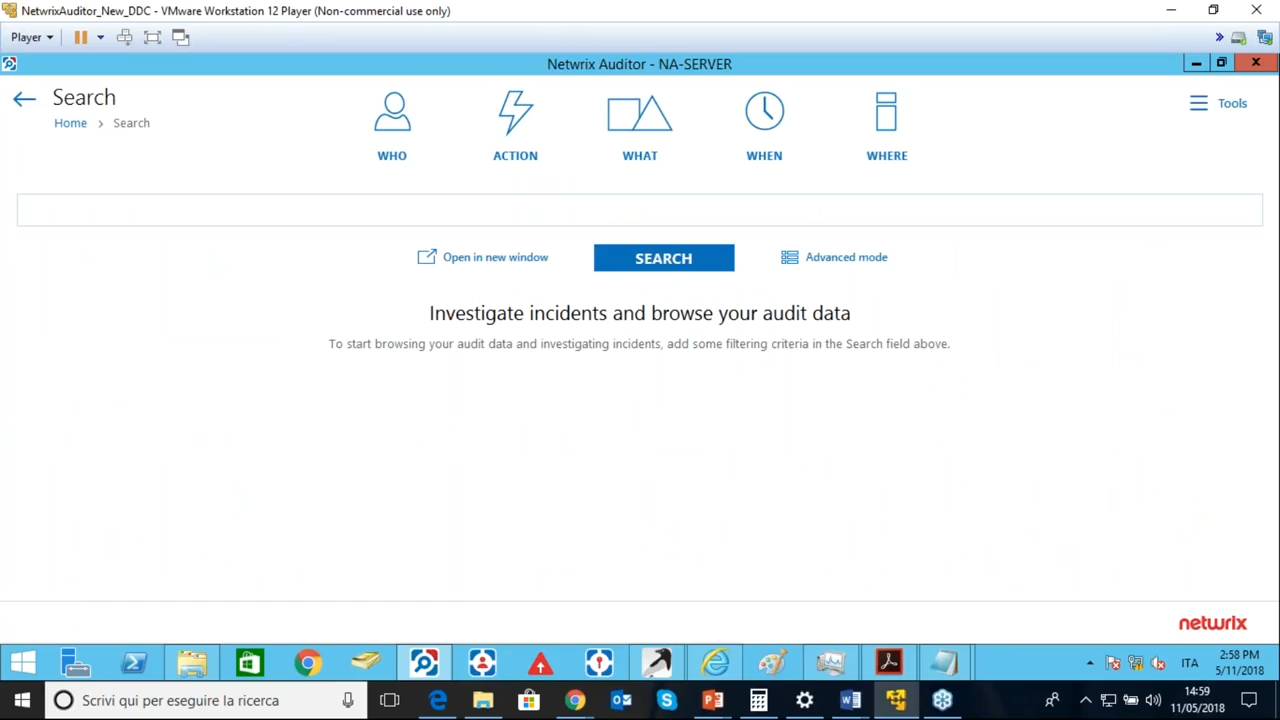 NetwrixAuditor_New_DDC - VMware Workstation 12 Player (Non-commercial use only)
Player
Netwrix Auditor - NA-SERVER
Search
Home > Search
WHO
ACTION
WHAT
WHEN
WHERE
Tools
Open in new window
SEARCH
Advanced mode
Investigate incidents and browse your audit data
To start browsing your audit data and investigating incidents, add some filtering criteria in the Search field above.
netwrix
ITA
2:58 PM
5/11/2018
Scrivi qui per eseguire la ricerca
14:59
11/05/2018